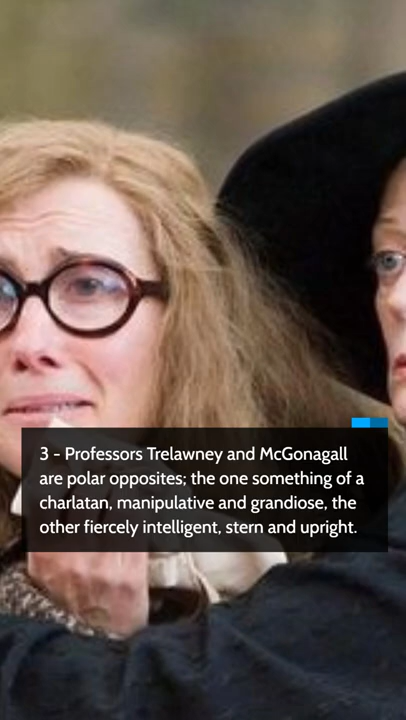 3 - Professors Trelawney and McGonagall
are polar opposites; the one something of a
charlatan, manipulative and grandiose, the
other fiercely intelligent, stern and upright.